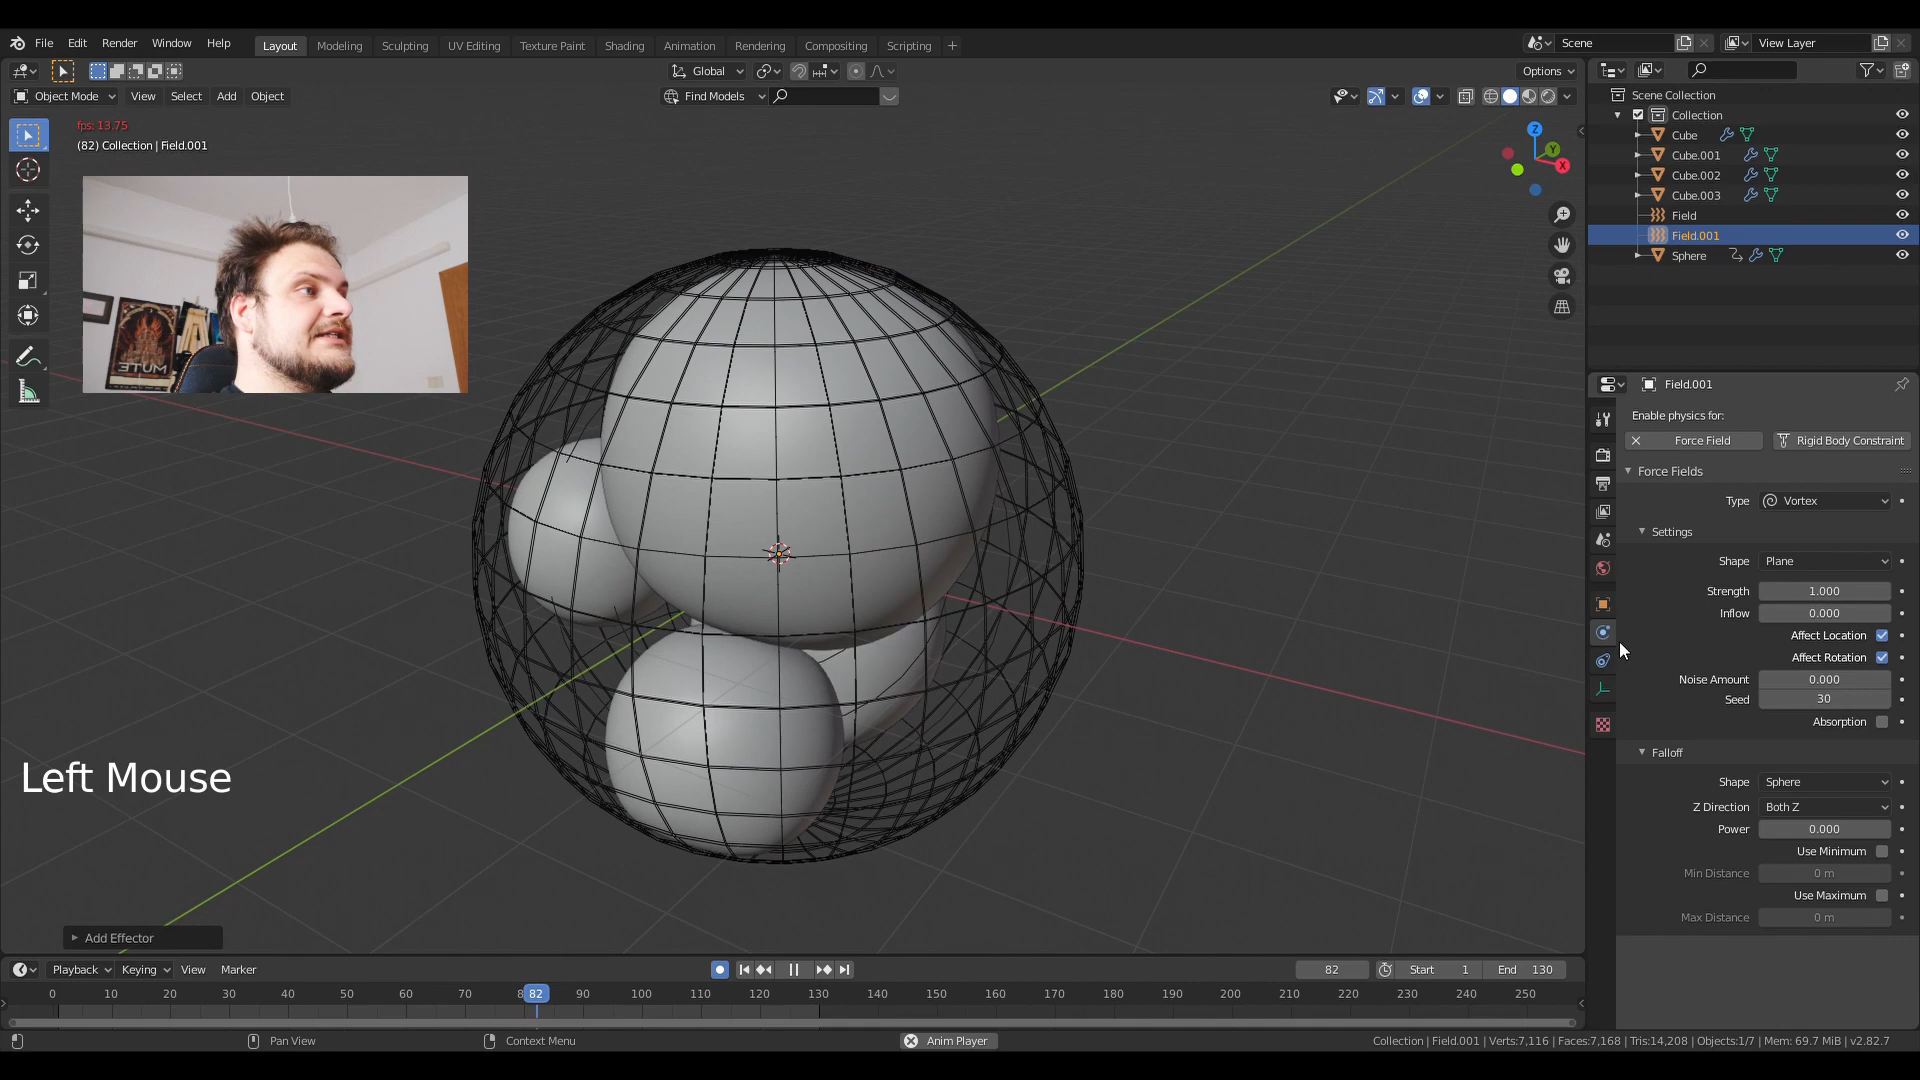 File Edit Render Window Help Layout Modeling Sculpting UV Editing Texture Paint Shading Animation Rendering Compositing Scripting + Scene View Layer
Global Options
Object Mode View Select Add Object Find Models
fps: 13.75
(82) Collection | Field.001
Z
Y
X
MUTE
Left Mouse
Add Effector
Scene Collection
Collection
Cube
Cube.001
Cube.002
Cube.003
Field
Field.001
Sphere
Field.001
Enable physics for:
Force Field Rigid Body Constraint
Force Fields
Type Vortex
Settings
Shape Plane
Strength 1.000
Inflow 0.000
Affect Location
Affect Rotation
Noise Amount 0.000
Seed 30
Absorption
Falloff
Shape Sphere
Z Direction Both Z
Power 0.000
Use Minimum
Min Distance 0 m
Use Maximum
Max Distance 0 m
Playback Keying View Marker 82 Start 1 End 130
0 10 20 30 40 50 60 70 8 82 90 100 110 120 130 140 150 160 170 180 190 200 210 220 230 240 250
Pan View Context Menu Anim Player Collection | Field.001 | Verts:7,116 | Faces:7,168 | Tris:14,208 | Objects:1/7 | Mem: 69.7 MiB | v2.82.7